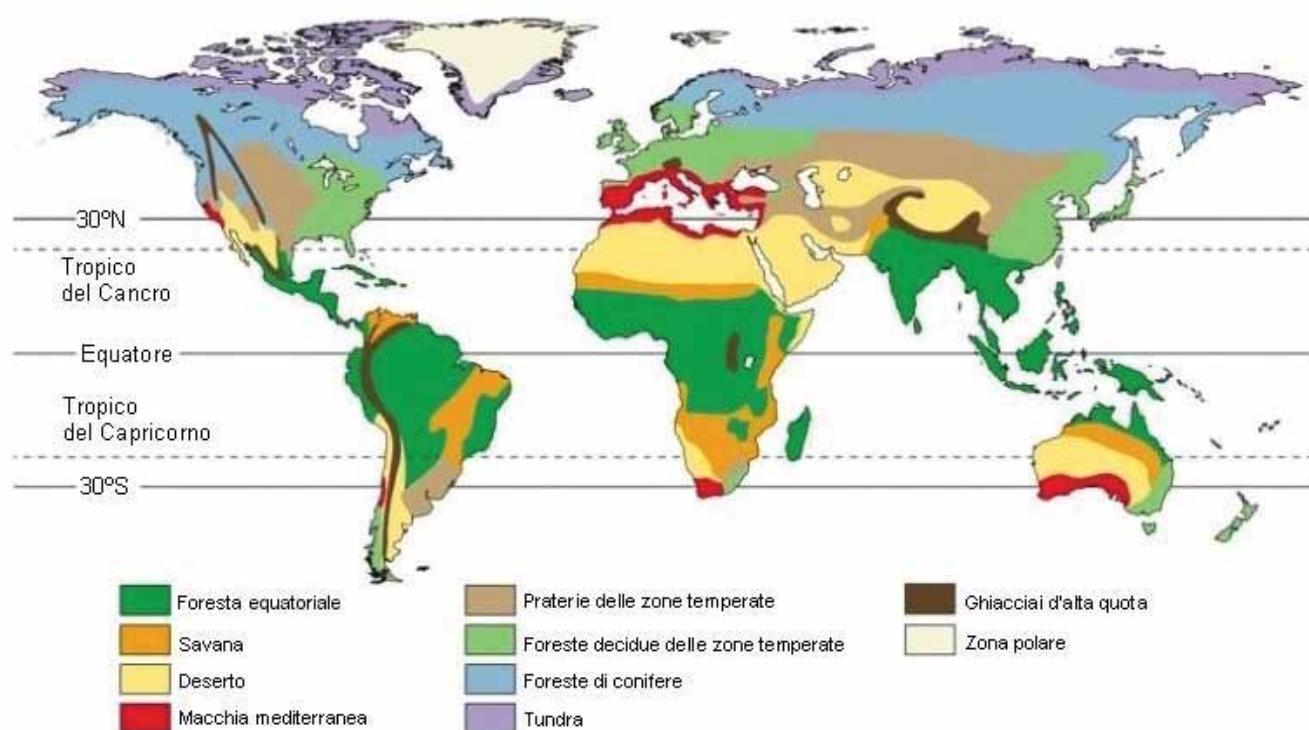 30ºN
Tropico
del Cancro
Equatore
Tropico
del Capricorno
30ºS
Foresta equatoriale
Savana
Deserto
Macchia mediterranea
Praterie delle zone temperate
Foreste decidue delle zone temperate
Foreste di conifere
Tundra
Ghiacciai d'alta quota
Zona polare